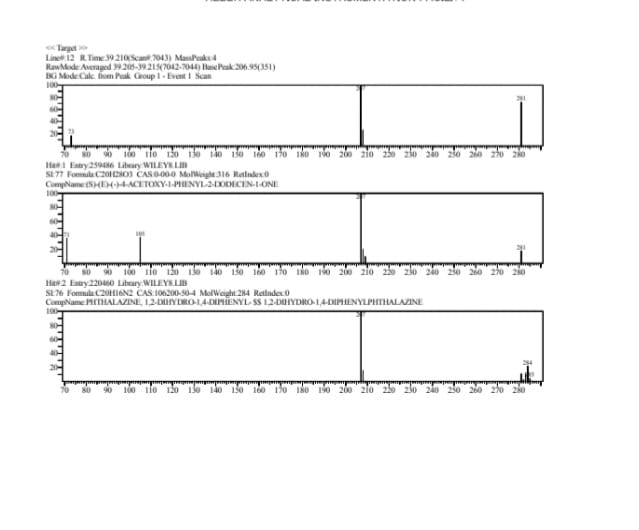 << Target >>
Line#:12 R.Time:39.210(Scan#:7043) MassPeaks:4
RawMode:Averaged 39.205-39.215(7042-7044) BasePeak:206.95(351)
BG Mode:Calc. from Peak Group 1 - Event 1 Scan
100
80
60
40
20
73
207
281
70 80 90 100 110 120 130 140 150 160 170 180 190 200 210 220 230 240 250 260 270 280
Hit#:1 Entry:259486 Library:WILEY8.LIB
SI:77 Formula:C20H28O3 CAS:0-00-0 MolWeight:316 RetIndex:0
CompName:(S)-(E)-(-)-4-ACETOXY-1-PHENYL-2-DODECEN-1-ONE
100
80
60
40
20
71
105
207
281
70 80 90 100 110 120 130 140 150 160 170 180 190 200 210 220 230 240 250 260 270 280
Hit#:2 Entry:220460 Library:WILEY8.LIB
SI:76 Formula:C20H16N2 CAS:106200-50-4 MolWeight:284 RetIndex:0
CompName:PHTHALAZINE, 1,2-DIHYDRO-1,4-DIPHENYL- $$ 1,2-DIHYDRO-1,4-DIPHENYLPHTHALAZINE
100
80
60
40
20
207
284
70 80 90 100 110 120 130 140 150 160 170 180 190 200 210 220 230 240 250 260 270 280